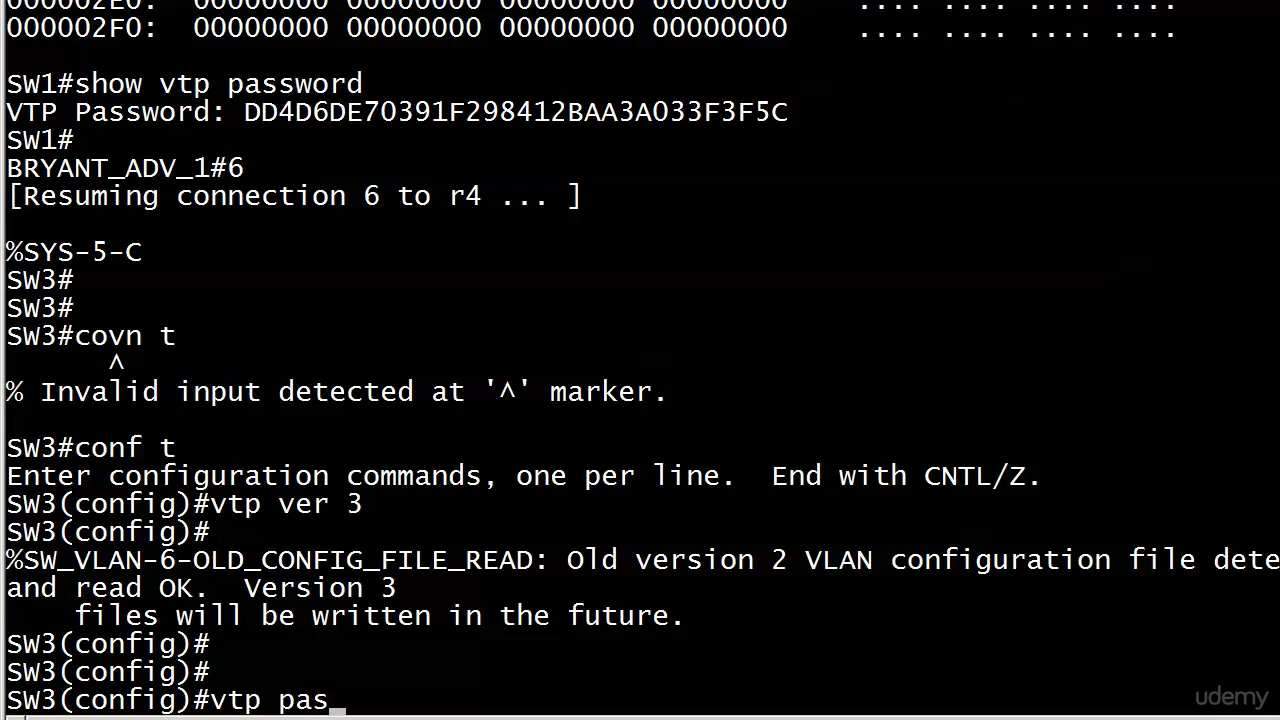 000002E0:  00000000 00000000 00000000 00000000    .... .... .... ....
000002F0:  00000000 00000000 00000000 00000000    .... .... .... ....
SW1#show vtp password
VTP Password: DD4D6DE70391F298412BAA3A033F3F5C
SW1#
BRYANT_ADV_1#6
[Resuming connection 6 to r4 ... ]
%SYS-5-C
SW3#
SW3#
SW3#covn t
^
% Invalid input detected at '^' marker.
SW3#conf t
Enter configuration commands, one per line.  End with CNTL/Z.
SW3(config)#vtp ver 3
SW3(config)#
%SW_VLAN-6-OLD_CONFIG_FILE_READ: Old version 2 VLAN configuration file dete
and read OK.  Version 3
files will be written in the future.
SW3(config)#
SW3(config)#
SW3(config)#vtp pas_
udemy